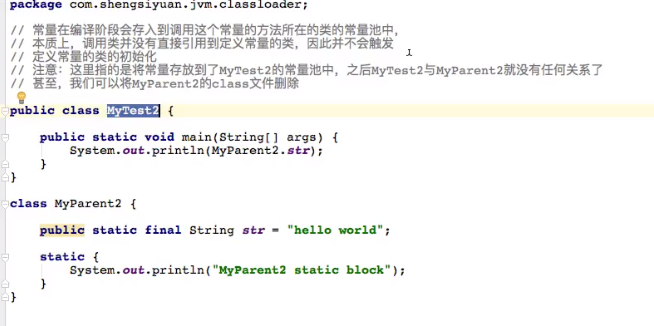 package com.shengsiyuan.jvm.classloader;
// 常量在编译阶段会存入到调用这个常量的方法所在的类的常量池中,
// 本质上，调用类并没有直接引用到定义常量的类，因此并不会触发
// 定义常量的类的初始化
// 注意：这里指的是将常量存放到了MyTest2的常量池中，之后MyTest2与MyParent2就没有任何关系了
// 甚至，我们可以将MyParent2的class文件删除
public class MyTest2 {
public static void main(String[] args) {
System.out.println(MyParent2.str);
}
}
class MyParent2 {
public static final String str = "hello world";
static {
System.out.println("MyParent2 static block");
}
}